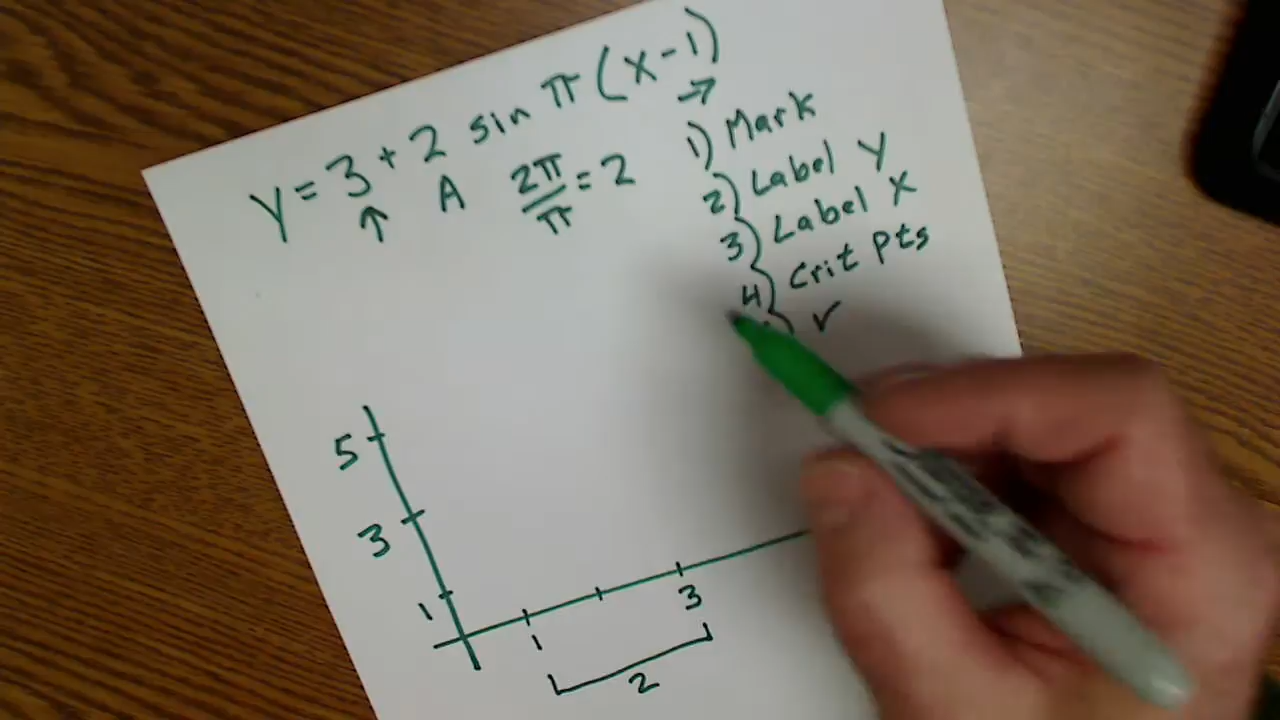 Y = 3 + 2 sin π (x - 1)
↑ A 2π/π = 2 →
1) Mark
2) Label Y
3) Label X
4) Crit Pts
✓
5
3
1
1 3
2